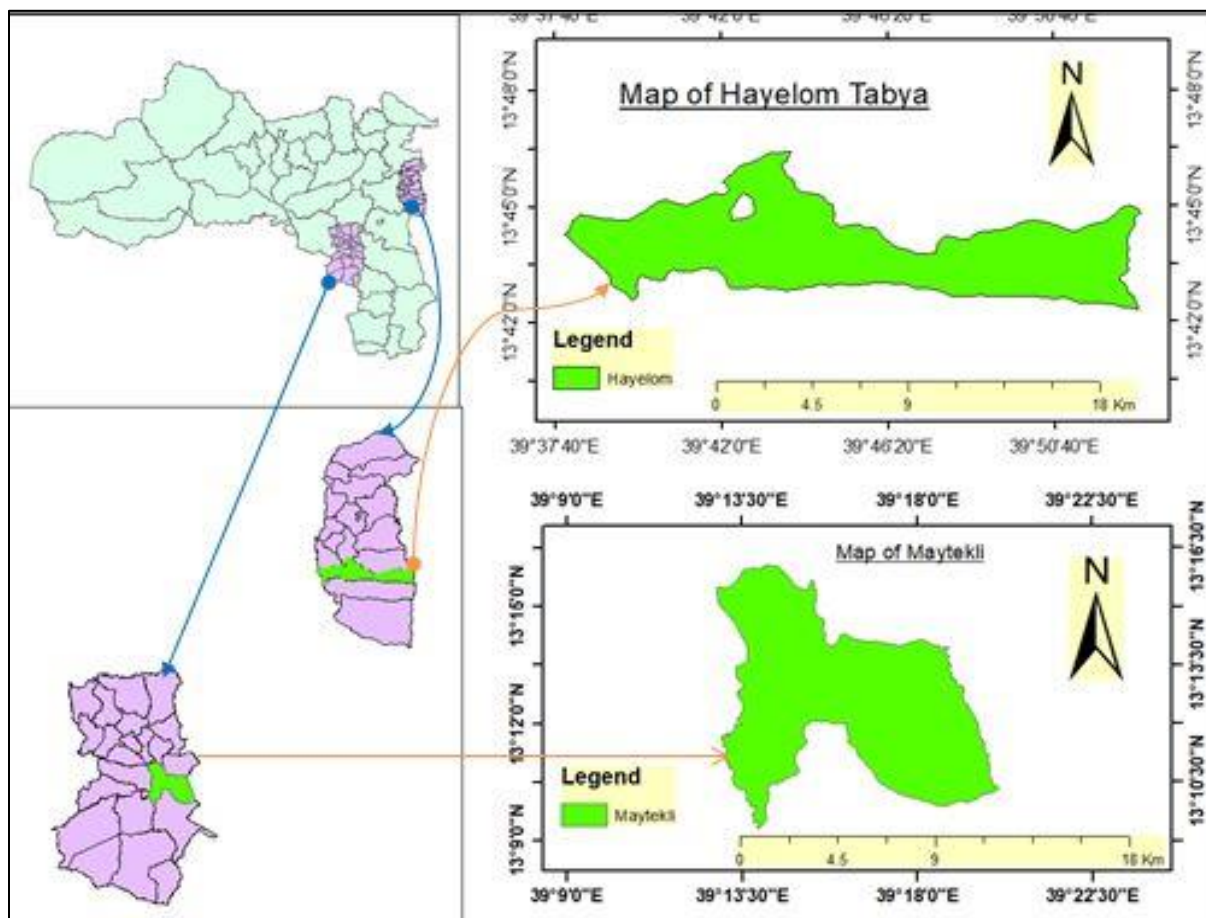 39°37'40"E 39°42'0"E 39°46'20"E 39°50'40"E
Map of Hayelom Tabya
N
13°48'0"N
13°45'0"N
13°42'0"N
13°48'0"N
13°45'0"N
13°42'0"N
Legend
Hayelom
0 4.5 9 18 Km
39°37'40"E 39°42'0"E 39°46'20"E 39°50'40"E
39°9'0"E 39°13'30"E 39°18'0"E 39°22'30"E
Map of Maytekli
N
13°15'0"N
13°12'0"N
13°9'0"N
13°16'30"N
13°13'30"N
13°10'30"N
Legend
Maytekli
0 4.5 9 18 Km
39°9'0"E 39°13'30"E 39°18'0"E 39°22'30"E